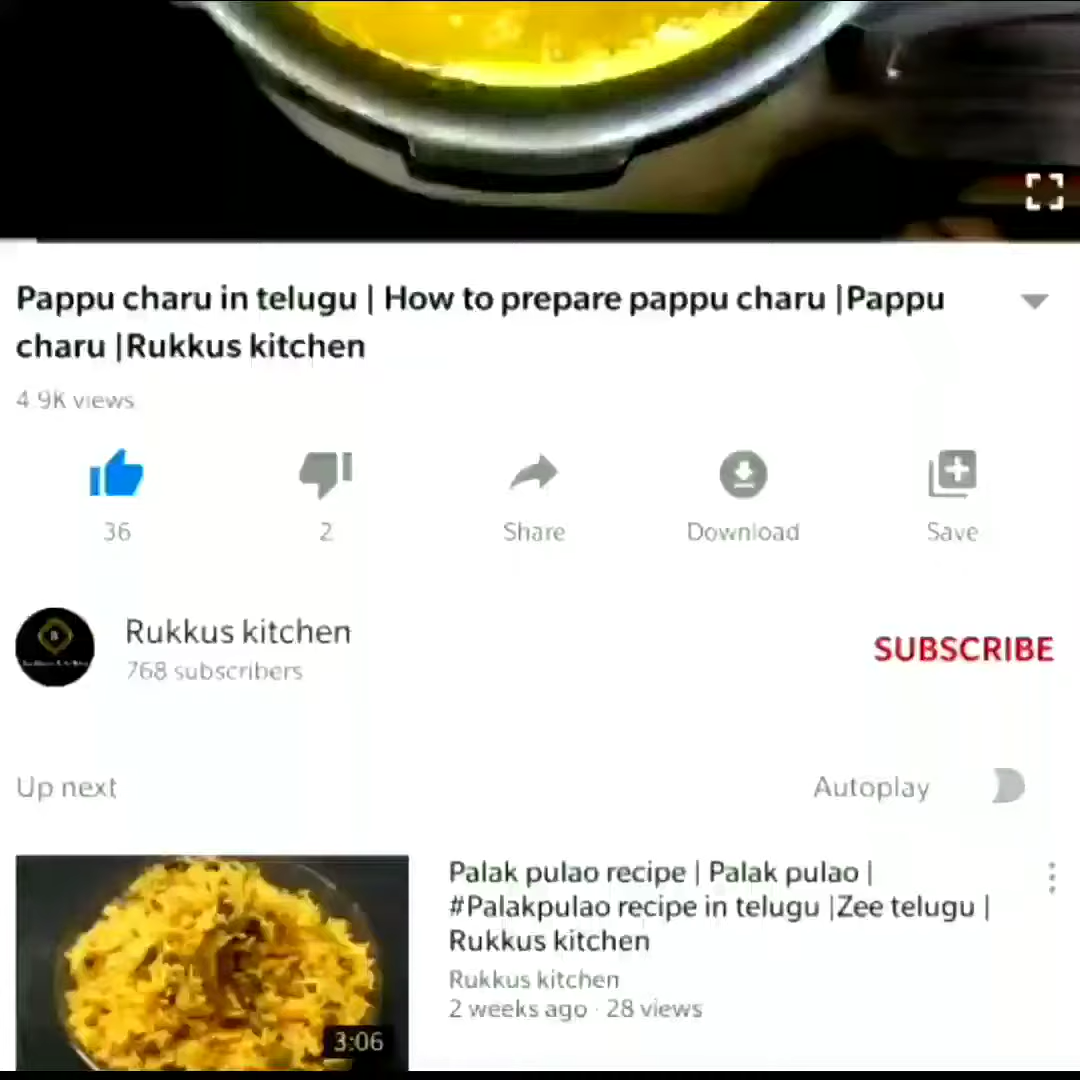 Pappu charu in telugu | How to prepare pappu charu |Pappu
charu |Rukkus kitchen
4.9K views
36
2
Share
Download
Save
Rukkus kitchen
768 subscribers
SUBSCRIBE
Up next
Autoplay
Palak pulao recipe | Palak pulao |
#Palakpulao recipe in telugu |Zee telugu |
Rukkus kitchen
Rukkus kitchen
2 weeks ago · 28 views
3:06